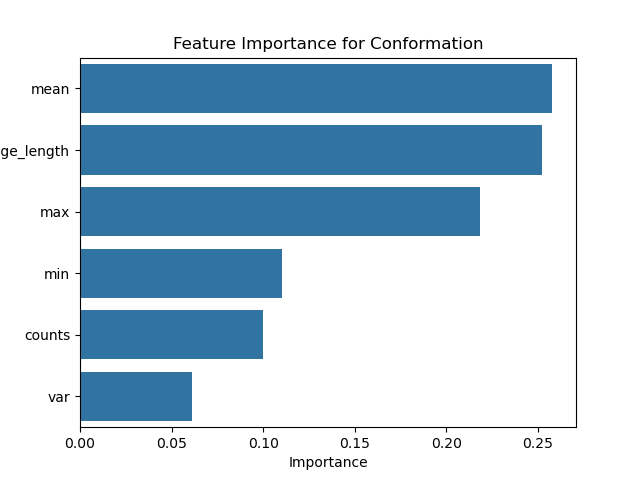 Feature Importance for Conformation
mean
ge_length
max
min
counts
var
0.00 0.05 0.10 0.15 0.20 0.25
Importance